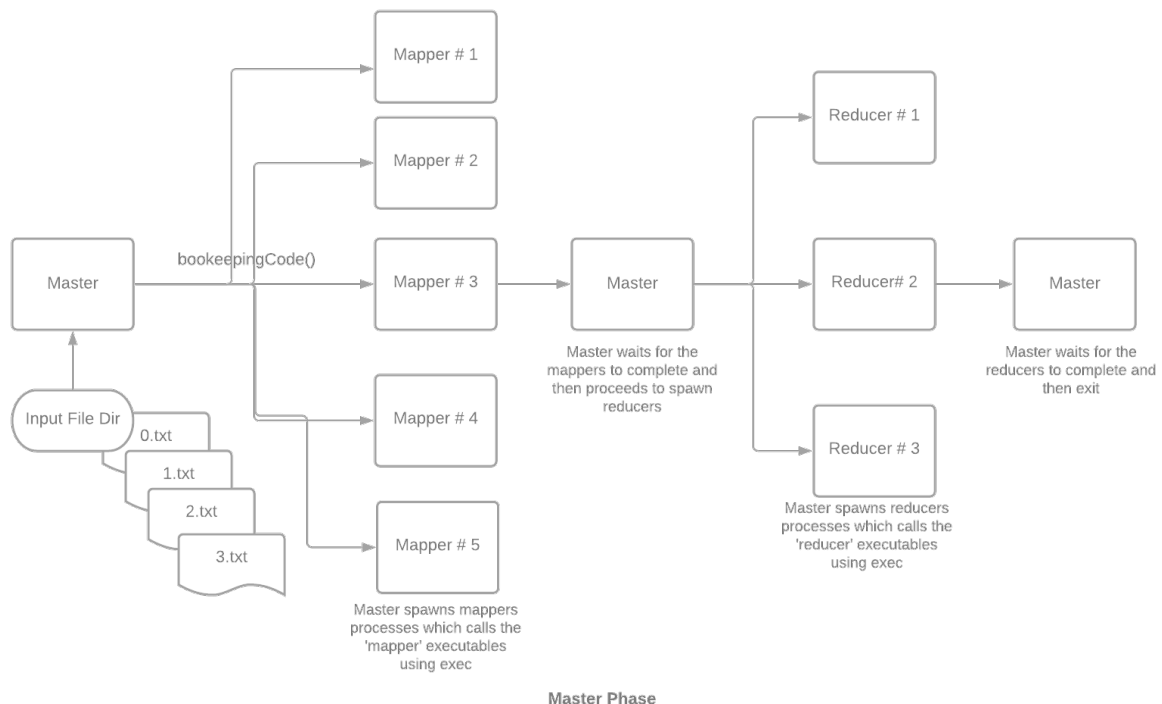 Mapper # 1
Reducer # 1
Mapper # 2
bookeepingCode()
Master
Mapper # 3
Master
Reducer# 2
Master
Master waits for the
mappers to complete and
then proceeds to spawn
reducers
Master waits for the
reducers to complete and
then exit
Input File Dir
0.txt
1.txt
2.txt
3.txt
Mapper # 4
Reducer # 3
Master spawns reducers
processes which calls the
'reducer' executables
using exec
Mapper # 5
Master spawns mappers
processes which calls the
'mapper' executables
using exec
Master Phase